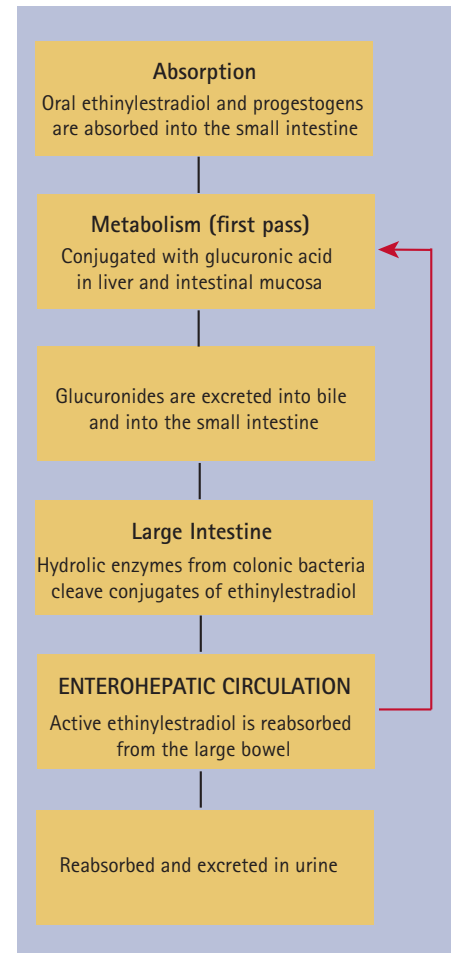 Absorption
Oral ethinylestradiol and progestogens
are absorbed into the small intestine
Metabolism (first pass)
Conjugated with glucuronic acid
in liver and intestinal mucosa
Glucuronides are excreted into bile
and into the small intestine
Large Intestine
Hydrolic enzymes from colonic bacteria
cleave conjugates of ethinylestradiol
ENTEROHEPATIC CIRCULATION
Active ethinylestradiol is reabsorbed
from the large bowel
Reabsorbed and excreted in urine